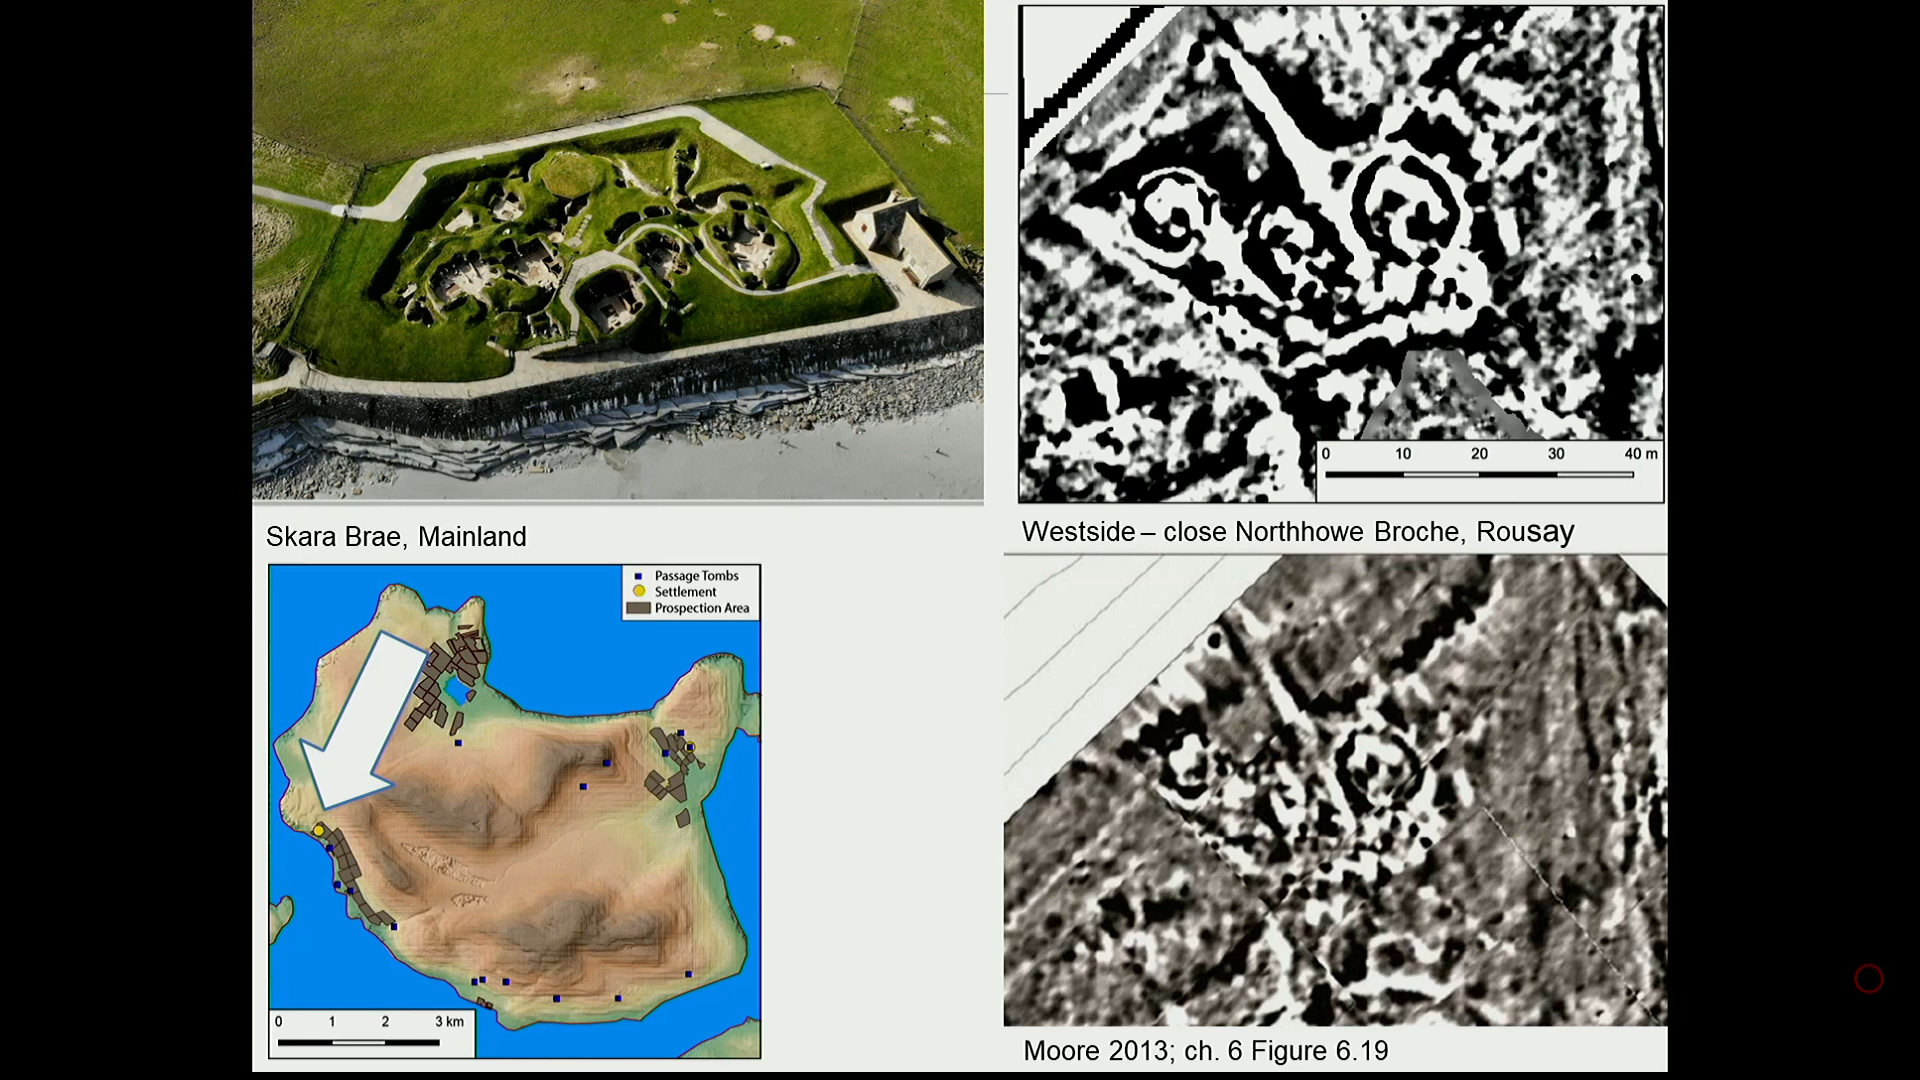 Skara Brae, Mainland
0 10 20 30 40 m
Westside – close Northhowe Broche, Rousay
Passage Tombs
Settlement
Prospection Area
0 1 2 3 km
Moore 2013; ch. 6 Figure 6.19